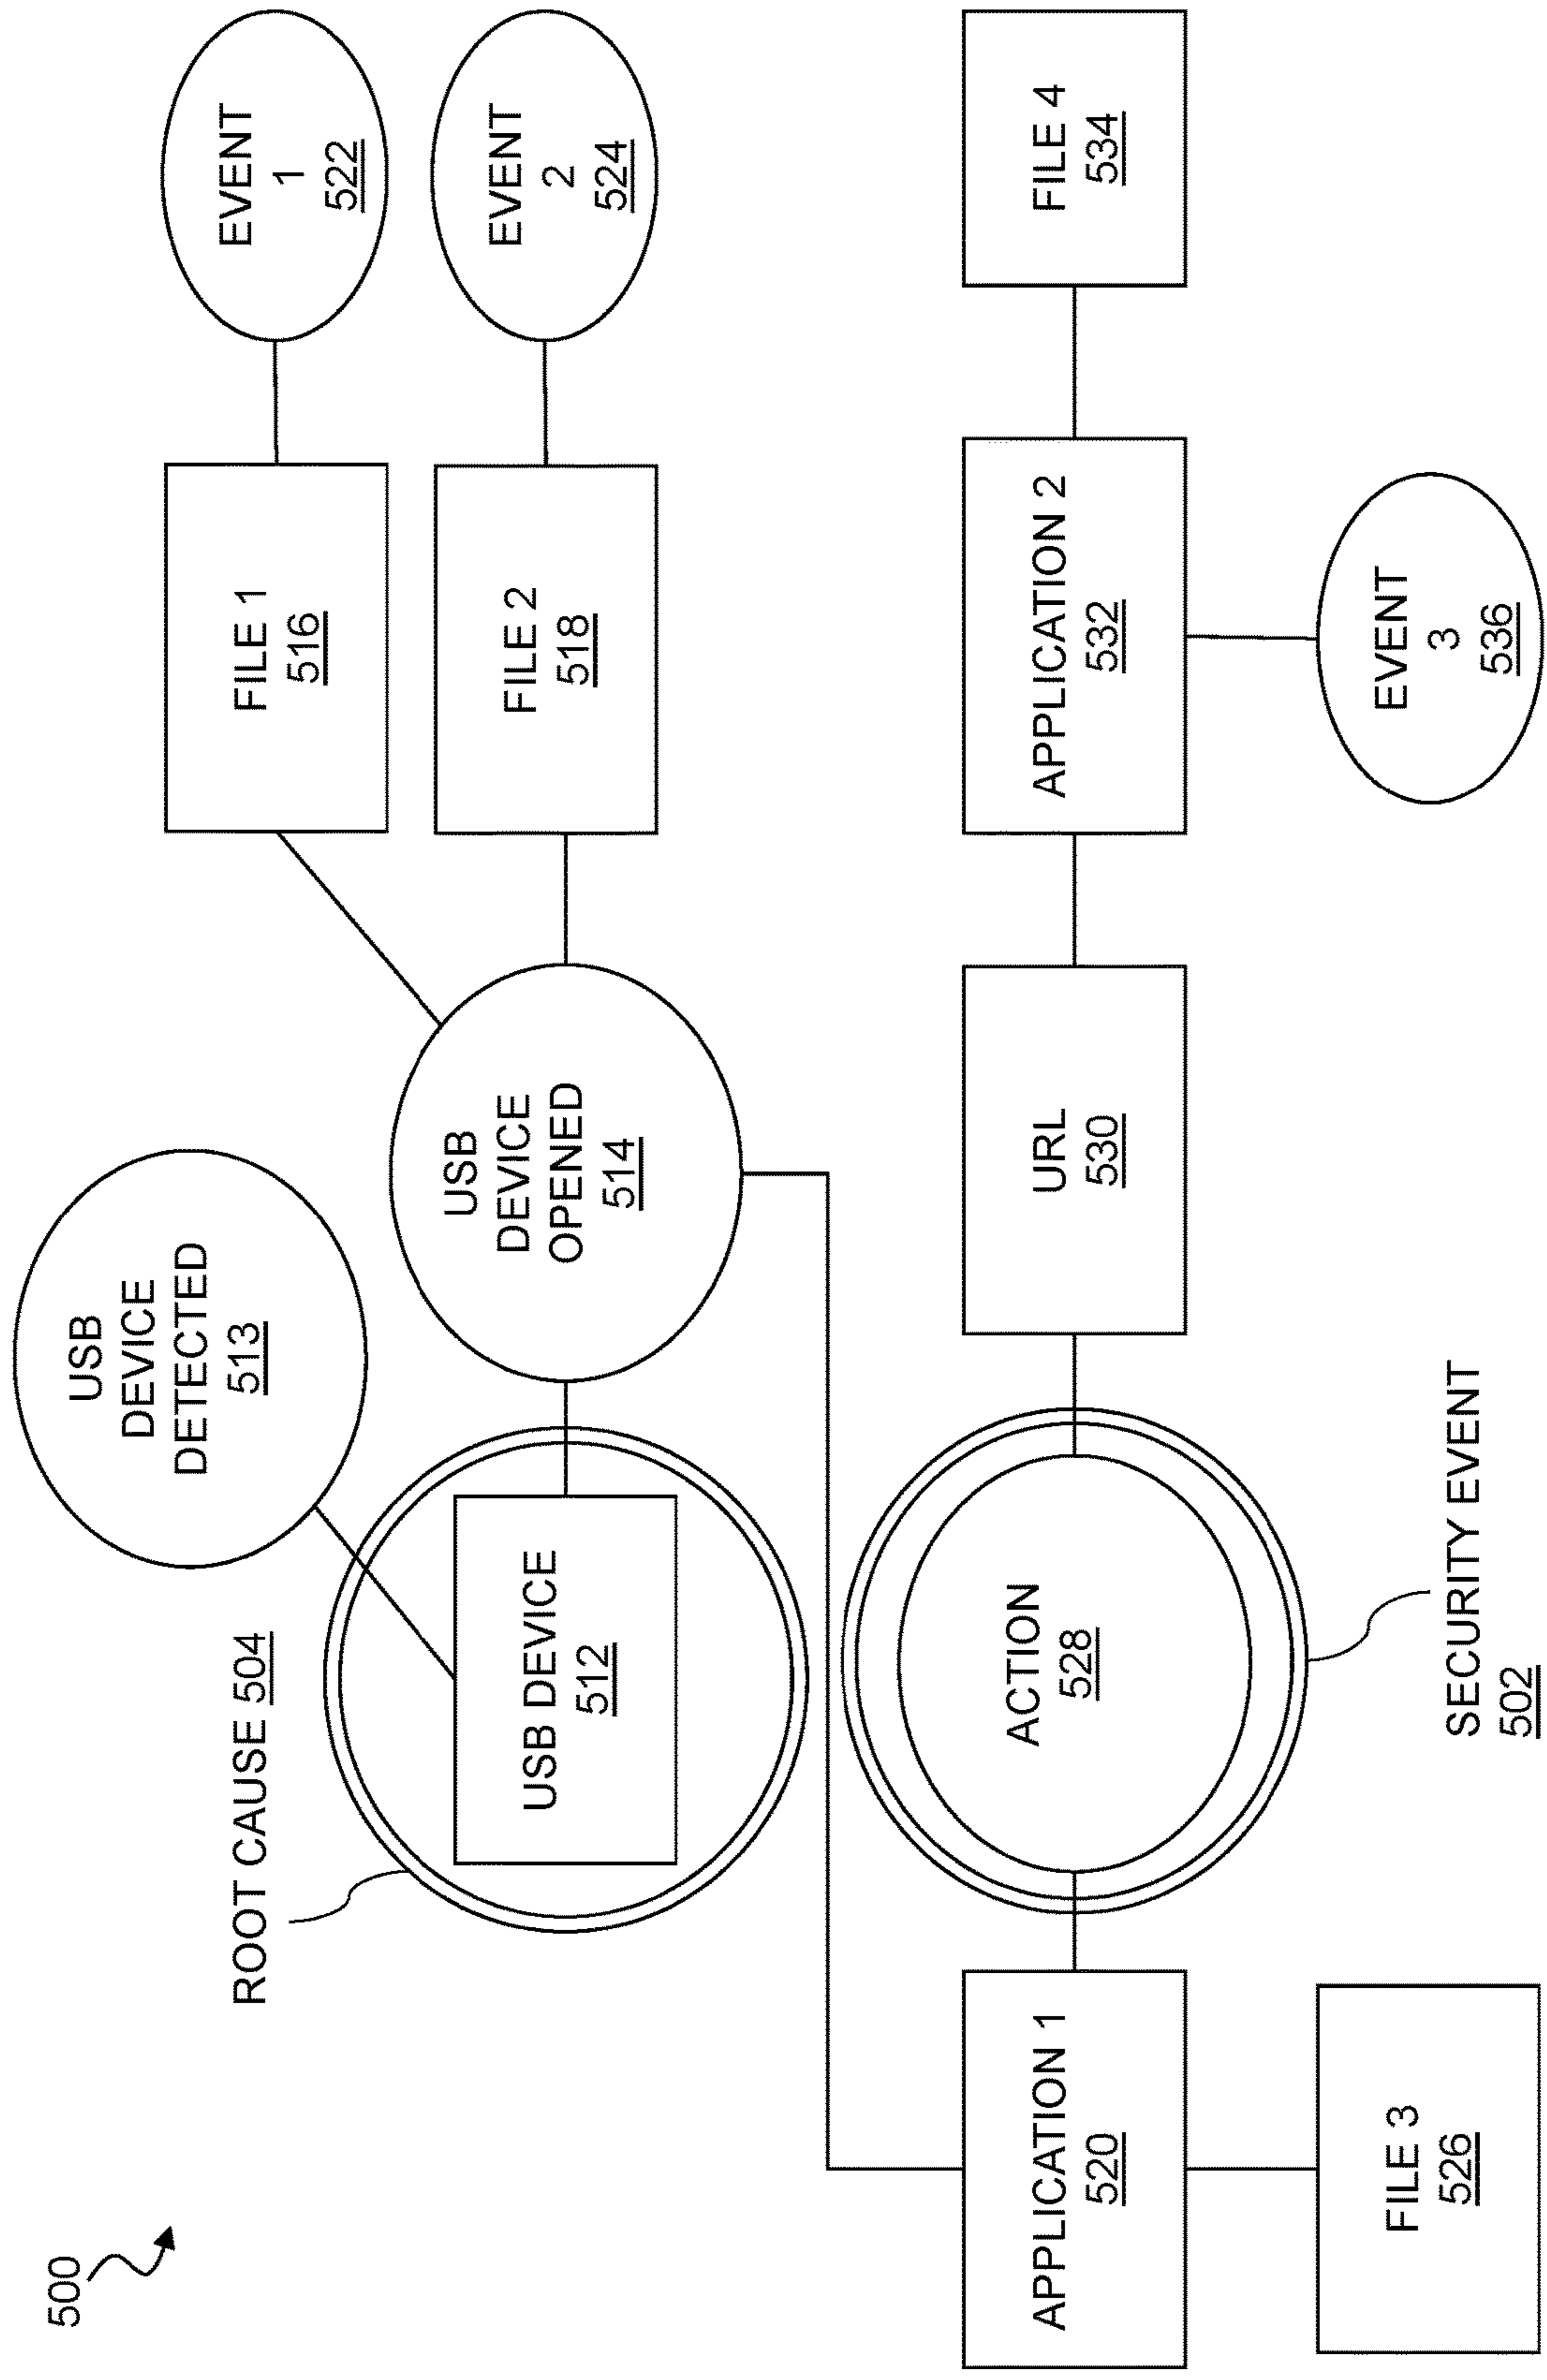 500
ROOT CAUSE 504
USB
DEVICE
DETECTED
513
USB DEVICE
512
USB
DEVICE
OPENED
514
FILE 1
516
EVENT
1
522
FILE 2
518
EVENT
2
524
APPLICATION 1
520
ACTION
528
URL
530
APPLICATION 2
532
FILE 4
534
FILE 3
526
SECURITY EVENT
502
EVENT
3
536